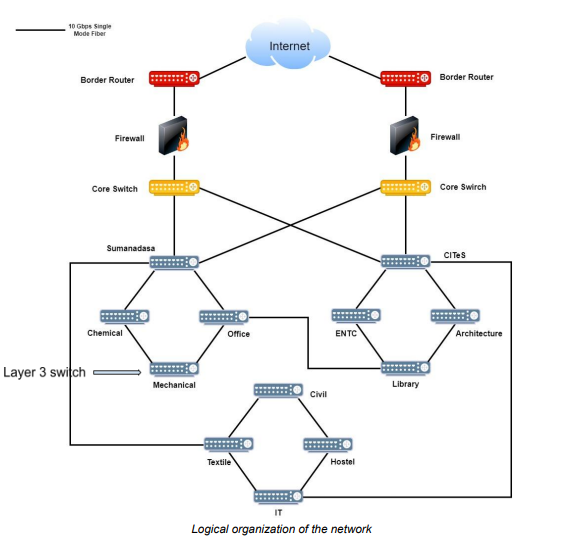 10 Gbps Single
Mode Fiber
Internet
Border Router
Border Router
Firewall
Firewall
Core Switch
Core Swirch
Sumanadasa
CITeS
Chemical
Office
ENTC
Architecture
Layer 3 switch
Mechanical
Library
Civil
Textile
Hostel
IT
Logical organization of the network